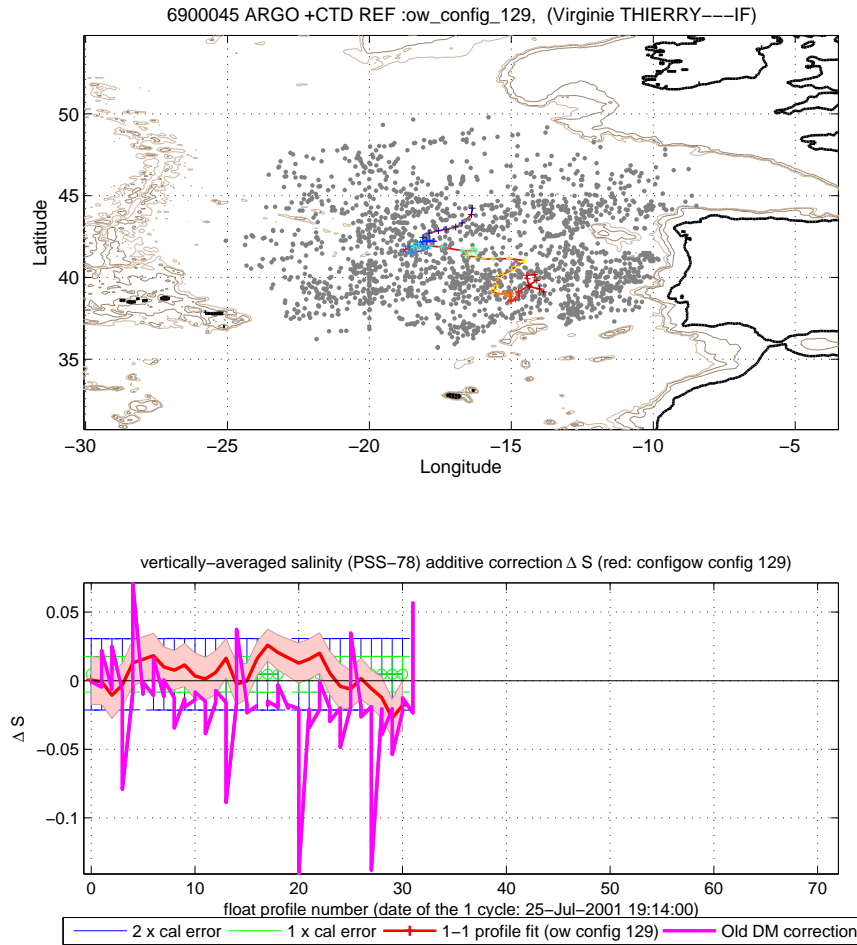 6900045 ARGO +CTD REF :ow_config_129, (Virginie THIERRY−−−IF)
50
45
40
35
Latitude
−30
−25
−20
−15
−10
−5
Longitude
vertically−averaged salinity (PSS−78) additive correction Δ S (red: configow config 129)
0.05
0
−0.05
−0.1
Δ S
0
10
20
30
40
50
60
70
float profile number (date of the 1 cycle: 25−Jul−2001 19:14:00)
2 x cal error
1 x cal error
1−1 profile fit (ow config 129)
Old DM correction